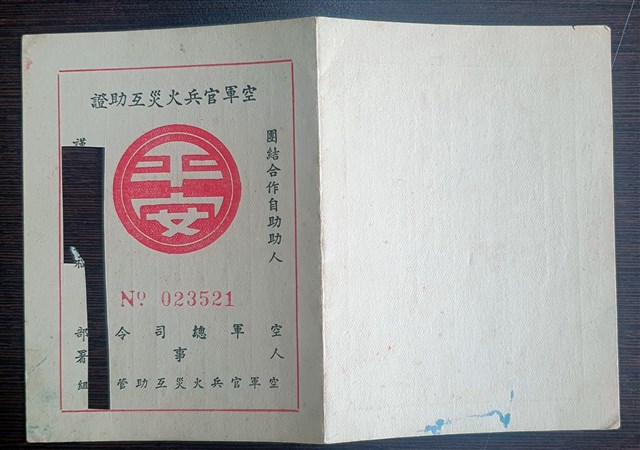 空軍官兵火災互助證
團結合作自助助人
平安
Nº 023521
空軍總司令部
人事署
空軍官兵火災互助管組